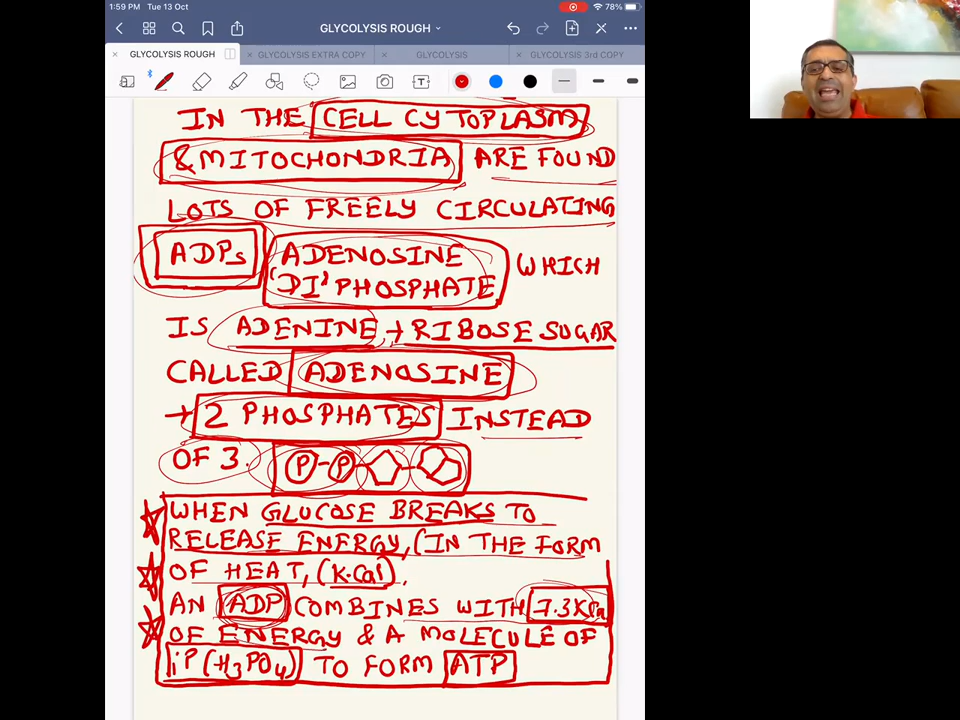 1:59 PM Tue 13 Oct 78%
GLYCOLYSIS ROUGH
GLYCOLYSIS ROUGH GLYCOLYSIS EXTRA COPY GLYCOLYSIS GLYCOLYSIS 3rd COPY
IN THE CELL CYTOPLASM
& MITOCHONDRIA ARE FOUND
LOTS OF FREELY CIRCULATING
ADPs ADENOSINE WHICH
'DI' PHOSPHATE
IS ADENINE + RIBOSE SUGAR
CALLED ADENOSINE
+ 2 PHOSPHATES INSTEAD
OF 3. P-P
WHEN GLUCOSE BREAKS TO
RELEASE ENERGY, (IN THE FORM
OF HEAT, (K.Cal),
AN ADP COMBINES WITH 7.3
OF ENERGY & A MOLECULE OF
iP (H3PO4) TO FORM ATP